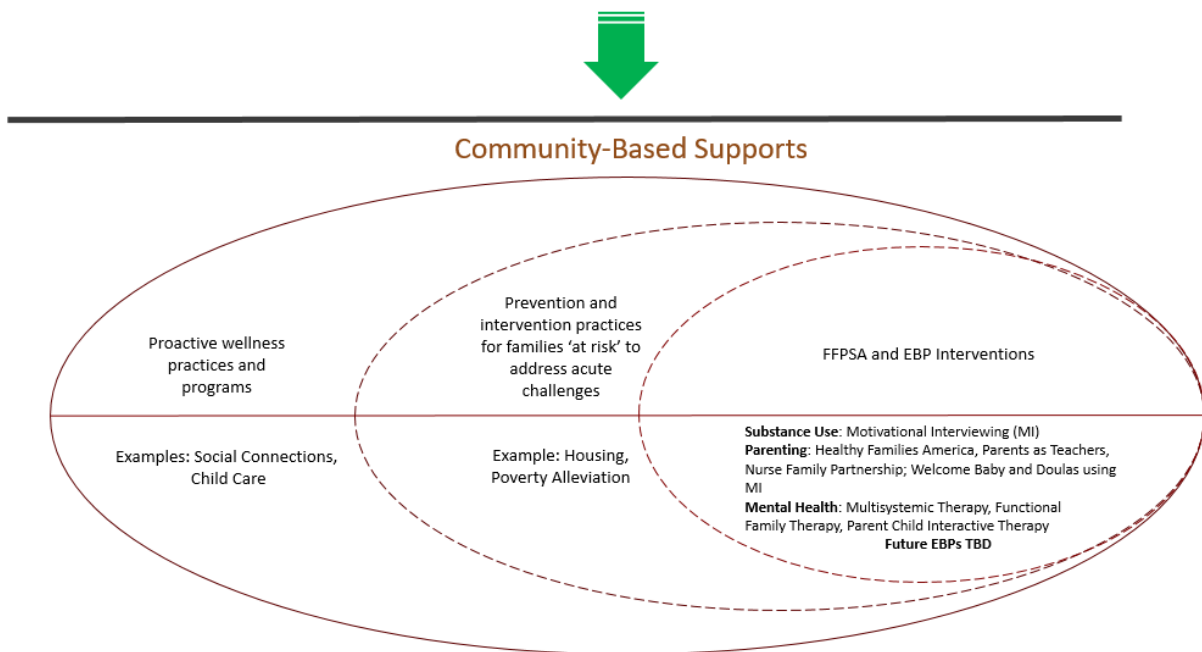 Community-Based Supports
Proactive wellness
practices and
programs
Prevention and
intervention practices
for families ‘at risk’ to
address acute
challenges
FFPSA and EBP Interventions
Examples: Social Connections,
Child Care
Example: Housing,
Poverty Alleviation
Substance Use: Motivational Interviewing (MI)
Parenting: Healthy Families America, Parents as Teachers,
Nurse Family Partnership; Welcome Baby and Doulas using
MI
Mental Health: Multisystemic Therapy, Functional
Family Therapy, Parent Child Interactive Therapy
Future EBPs TBD